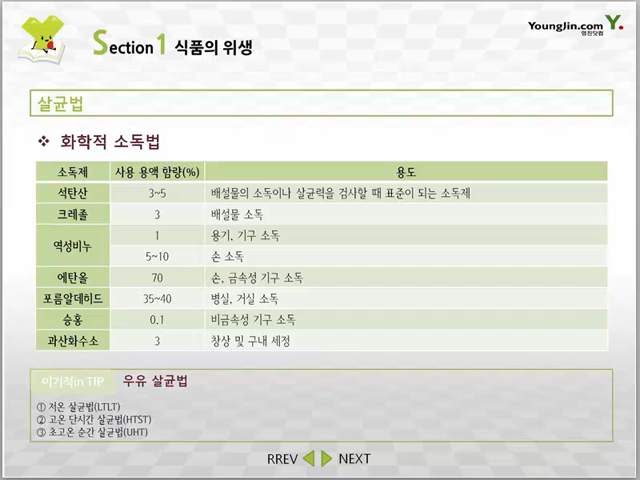 YoungJin.com Y.
영진닷컴
Section 1 식품의 위생
살균법
❖ 화학적 소독법
소독제 사용 용액 함량(%) 용도
석탄산 3~5 배설물의 소독이나 살균력을 검사할 때 표준이 되는 소독제
크레졸 3 배설물 소독
역성비누 1 용기, 기구 소독
5~10 손 소독
에탄올 70 손, 금속성 기구 소독
포름알데히드 35~40 병실, 거실 소독
승홍 0.1 비금속성 기구 소독
과산화수소 3 창상 및 구내 세정
이기적in TIP 우유 살균법
① 저온 살균법(LTLT)
② 고온 단시간 살균법(HTST)
③ 초고온 순간 살균법(UHT)
RREV NEXT